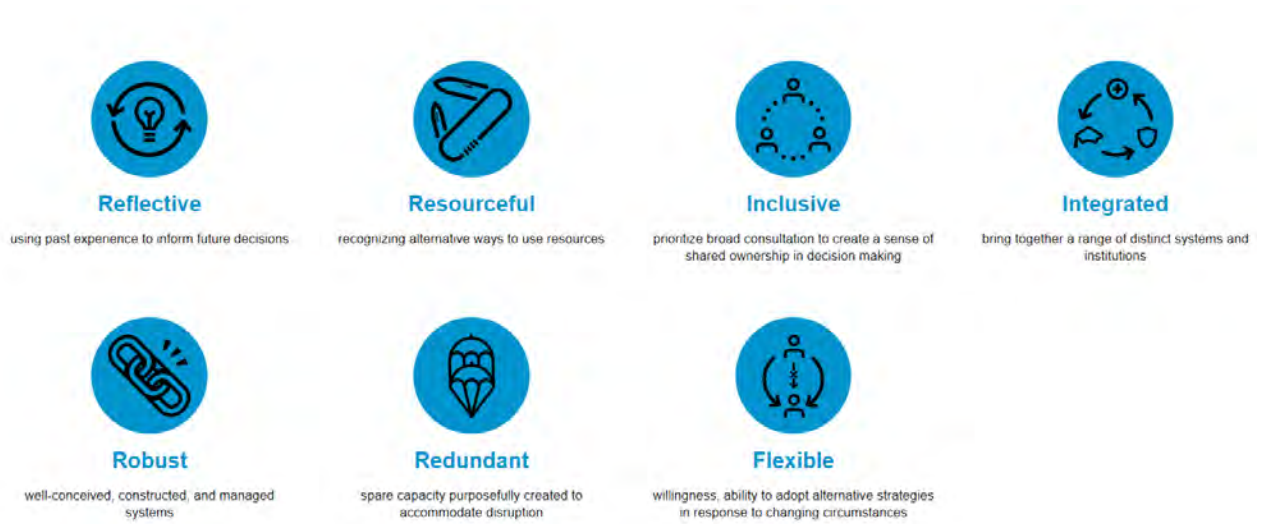 Reflective
using past experience to inform future decisions
Resourceful
recognizing alternative ways to use resources
Inclusive
prioritize broad consultation to create a sense of
shared ownership in decision making
Integrated
bring together a range of distinct systems and
institutions
Robust
well-conceived, constructed, and managed
systems
Redundant
spare capacity purposefully created to
accommodate disruption
Flexible
willingness, ability to adopt alternative strategies
in response to changing circumstances